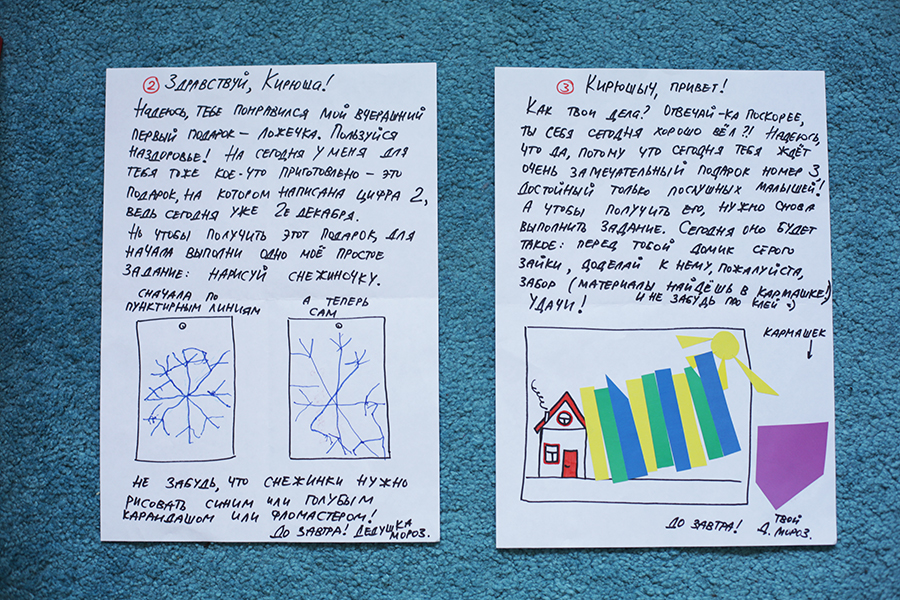 2 Здравствуй, Кирюша!
Надеюсь, тебе понравился мой вчерашний
первый подарок – ложечка. Пользуйся
наздоровье! На сегодня у меня для
тебя тоже кое-что приготовлено – это
подарок, на котором написана цифра 2,
ведь сегодня уже 2е декабря.
Но чтобы получить этот подарок, для
начала выполни одно моё простое
задание: нарисуй снежиночку.
сначала по
пунктирным линиям
а теперь
сам
Не забудь, что снежинки нужно
рисовать синим или голубым
карандашом или фломастером!
До завтра! Дедушка
Мороз.
3 Кирюшыч, привет!
Как твои дела? Отвечай-ка поскорее,
ты себя сегодня хорошо вёл?! Надеюсь,
что да, потому что сегодня тебя ждёт
очень замечательный подарок номер 3,
достойный только послушных малышей!
А чтобы получить его, нужно снова
выполнить задание. Сегодня оно будет
такое: перед тобой домик серого
зайки, доделай к нему, пожалуйста,
забор (материалы найдёшь в кармашке!)
Удачи! и не забудь про клей :)
кармашек
До завтра! Твой
Д. Мороз.